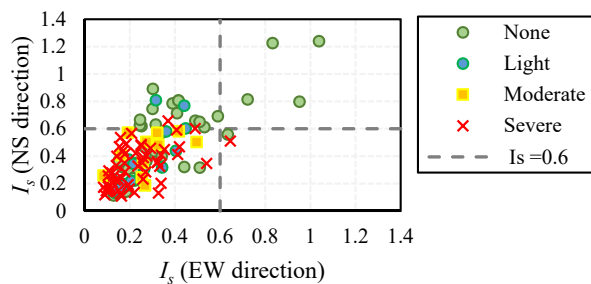 1.4
1.2
1
0.8
0.6
0.4
0.2
0
0 0.2 0.4 0.6 0.8 1 1.2 1.4
I_s (NS direction)
I_s (EW direction)
None
Light
Moderate
Severe
Is =0.6